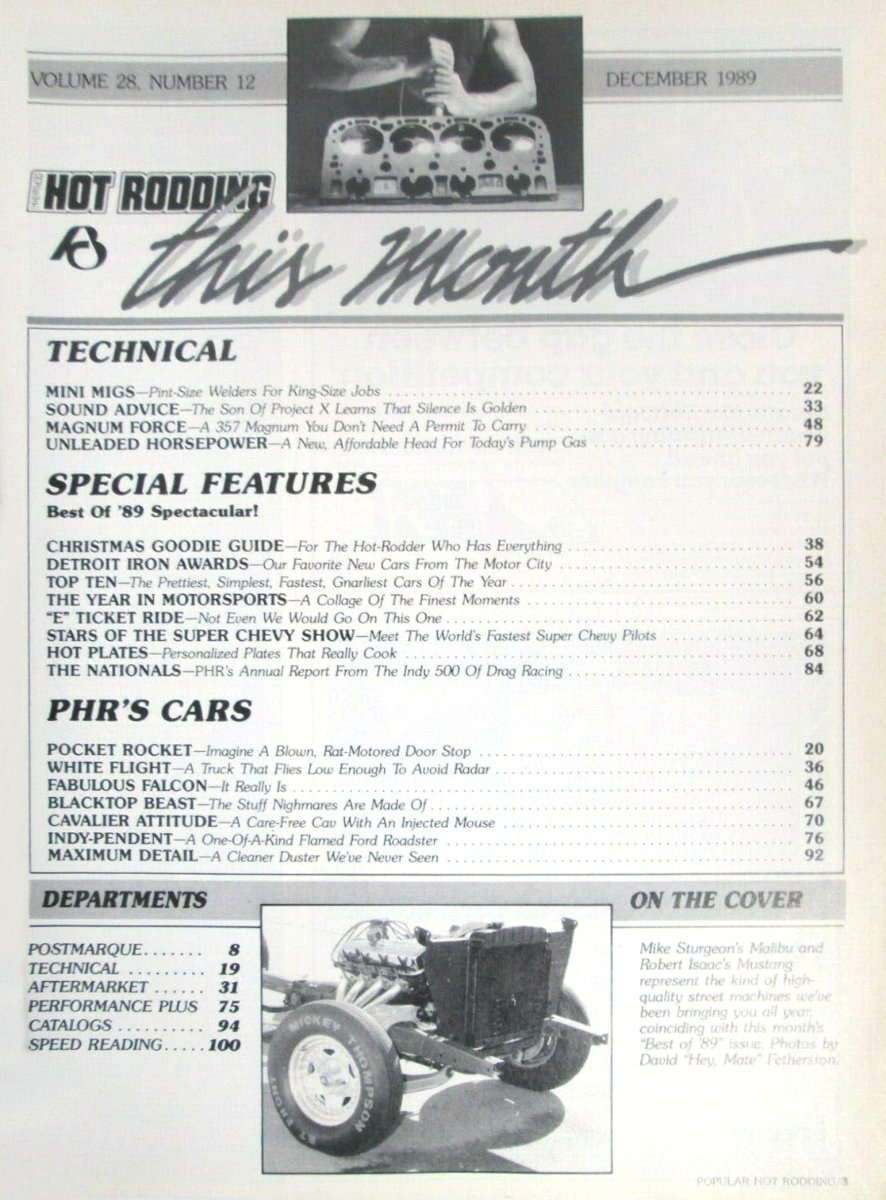 VOLUME 28, NUMBER 12
DECEMBER 1989
HOT RODDING
this month
TECHNICAL
MINI MIGS—Pint-Size Welders For King-Size Jobs 22
SOUND ADVICE—The Son Of Project X Learns That Silence Is Golden 33
MAGNUM FORCE—A 357 Magnum You Don't Need A Permit To Carry 48
UNLEADED HORSEPOWER—A New, Affordable Head For Today's Pump Gas 79
SPECIAL FEATURES
Best Of '89 Spectacular!
CHRISTMAS GOODIE GUIDE—For The Hot-Rodder Who Has Everything 38
DETROIT IRON AWARDS—Our Favorite New Cars From The Motor City 54
TOP TEN—The Prettiest, Simplest, Fastest, Gnarliest Cars Of The Year 56
THE YEAR IN MOTORSPORTS—A Collage Of The Finest Moments 60
"E" TICKET RIDE—Not Even We Would Go On This One 62
STARS OF THE SUPER CHEVY SHOW—Meet The World's Fastest Super Chevy Pilots 64
HOT PLATES—Personalized Plates That Really Cook 68
THE NATIONALS—PHR's Annual Report From The Indy 500 Of Drag Racing 84
PHR'S CARS
POCKET ROCKET—Imagine A Blown, Rat-Motored Door Stop 20
WHITE FLIGHT—A Truck That Flies Low Enough To Avoid Radar 36
FABULOUS FALCON—It Really Is 46
BLACKTOP BEAST—The Stuff Nighmares Are Made Of 67
CAVALIER ATTITUDE—A Care-Free Cav With An Injected Mouse 70
INDY-PENDENT—A One-Of-A-Kind Flamed Ford Roadster 76
MAXIMUM DETAIL—A Cleaner Duster We've Never Seen 92
DEPARTMENTS
POSTMARQUE....... 8
TECHNICAL ......... 19
AFTERMARKET ...... 31
PERFORMANCE PLUS 75
CATALOGS .......... 94
SPEED READING..... 100
MICKEY THOMPSON
ET FRONT
ON THE COVER
Mike Sturgeon's Malibu and
Robert Isaac's Mustang
represent the kind of high-
quality street machines we've
been bringing you all year,
coinciding with this month's
"Best of '89" issue. Photos by
David "Hey, Mate" Fetherston.
POPULAR HOT RODDING/3